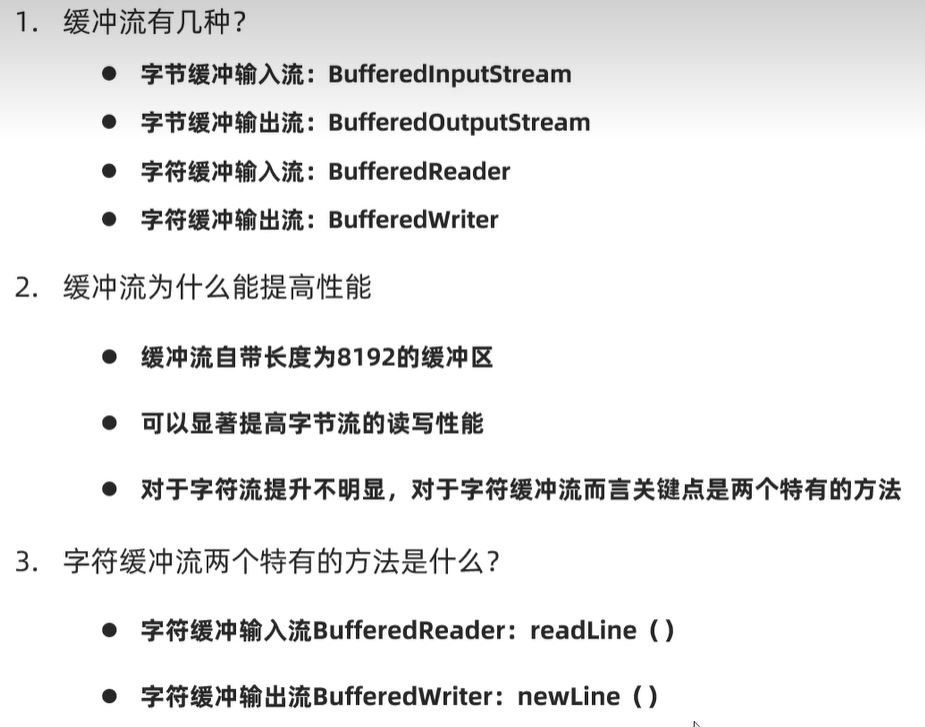 1. 缓冲流有几种？
● 字节缓冲输入流：BufferedInputStream
● 字节缓冲输出流：BufferedOutputStream
● 字符缓冲输入流：BufferedReader
● 字符缓冲输出流：BufferedWriter
2. 缓冲流为什么能提高性能
● 缓冲流自带长度为8192的缓冲区
● 可以显著提高字节流的读写性能
● 对于字符流提升不明显，对于字符缓冲流而言关键点是两个特有的方法
3. 字符缓冲流两个特有的方法是什么？
● 字符缓冲输入流BufferedReader：readLine（）
● 字符缓冲输出流BufferedWriter：newLine（）